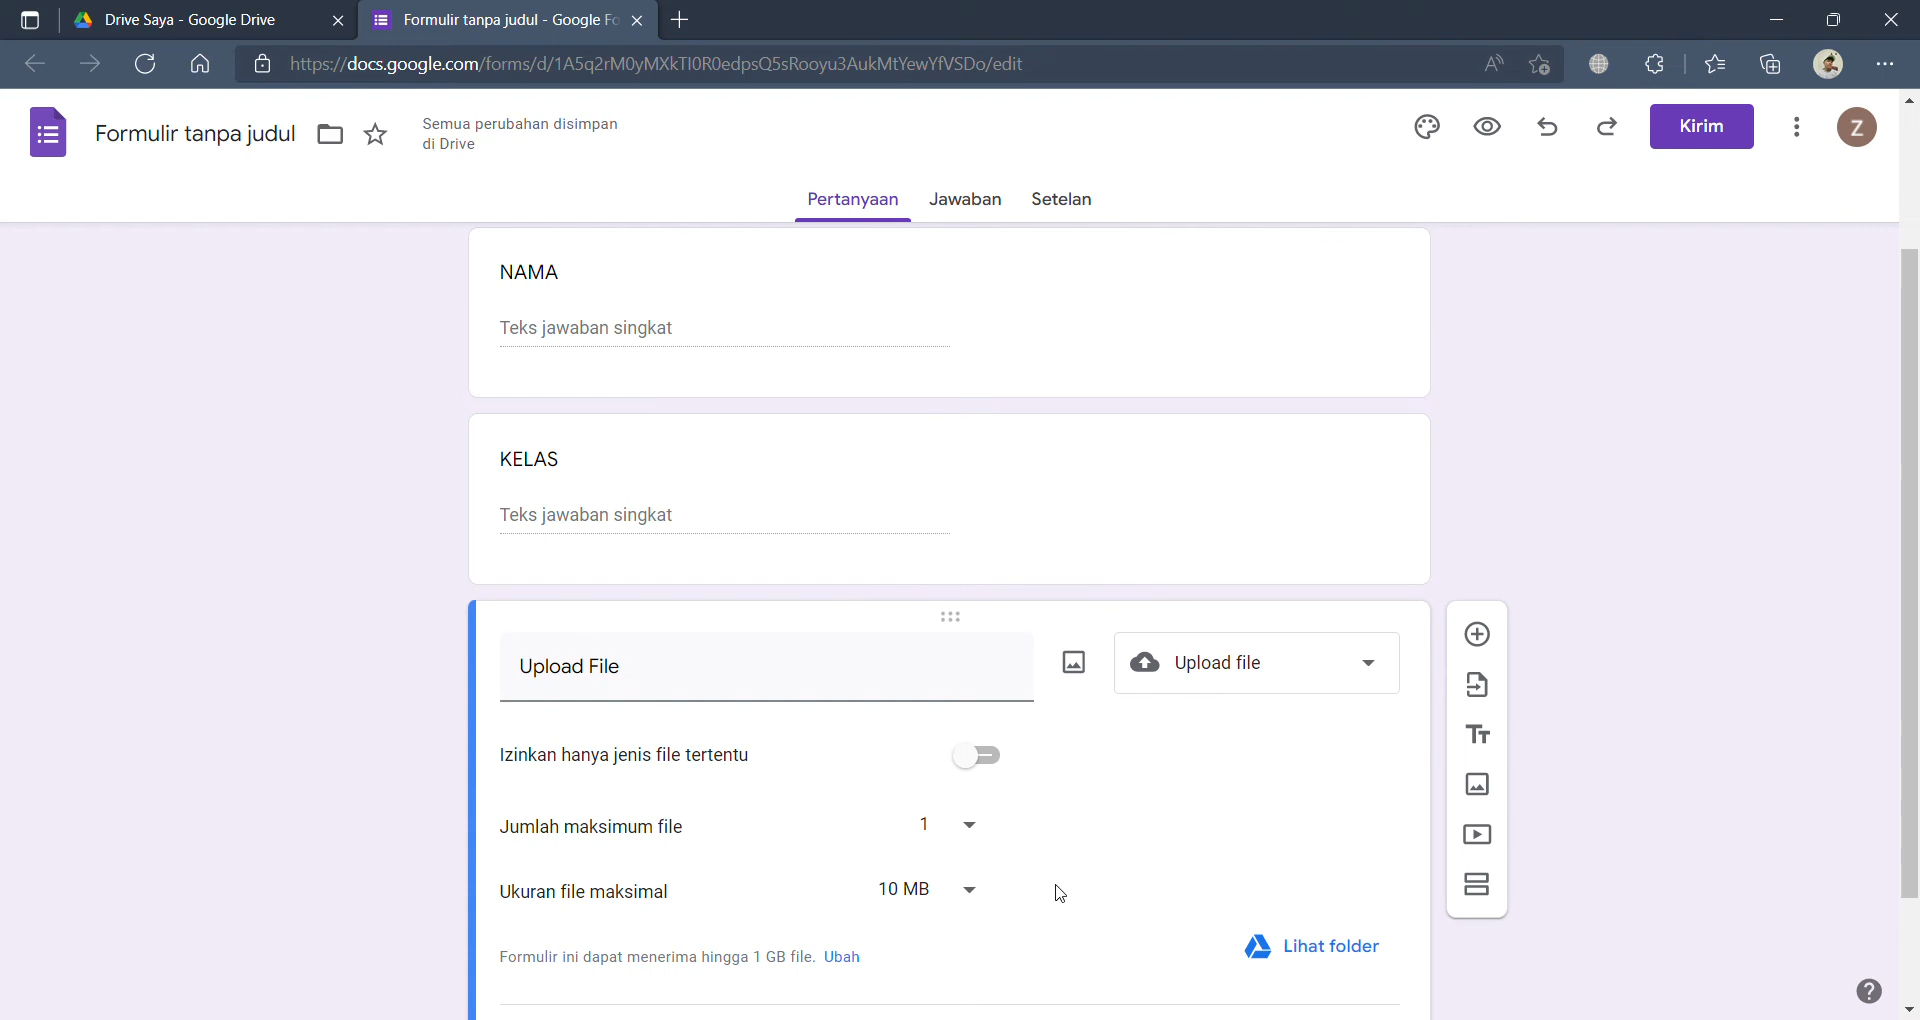 Drive Saya - Google Drive
Formulir tanpa judul - Google Fo
https://docs.google.com/forms/d/1A5q2rM0yMXkTI0R0edpsQ5sRooyu3AukMtYewYfVSDo/edit
Formulir tanpa judul
Semua perubahan disimpan
di Drive
Kirim
Z
Pertanyaan Jawaban Setelan
NAMA
Teks jawaban singkat
KELAS
Teks jawaban singkat
Upload File
Upload file
Izinkan hanya jenis file tertentu
Jumlah maksimum file 1
Ukuran file maksimal 10 MB
Formulir ini dapat menerima hingga 1 GB file. Ubah
Lihat folder